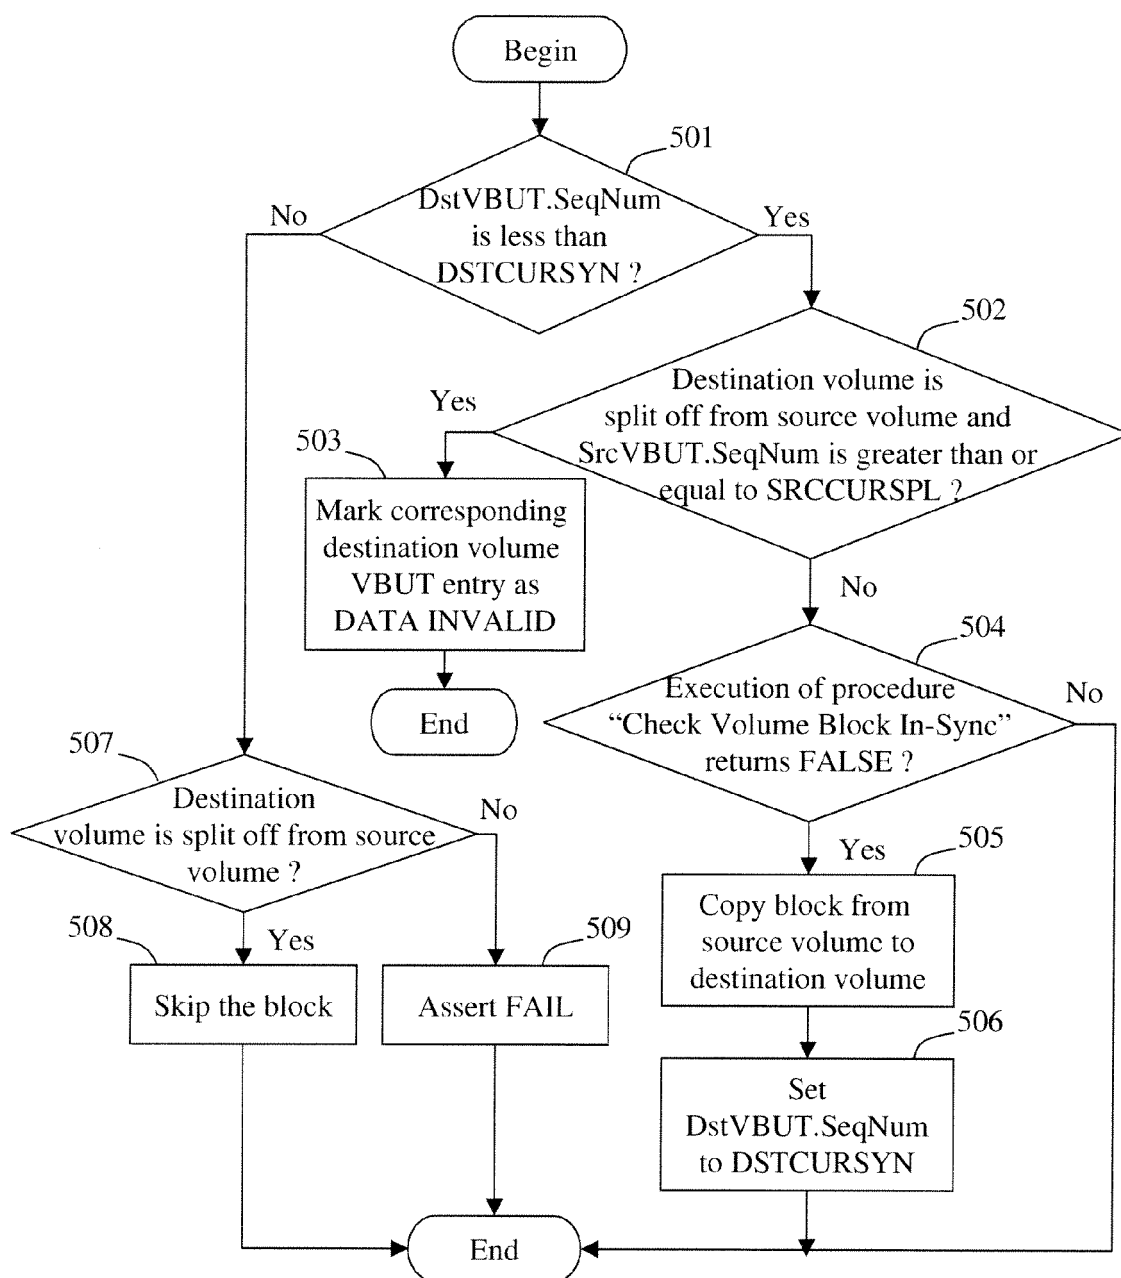 Begin
501
DstVBUT.SeqNum
is less than
DSTCURSYN ?
No
Yes
502
Destination volume is
split off from source volume and
SrcVBUT.SeqNum is greater than or
equal to SRCCURSPL ?
Yes
503
Mark corresponding
destination volume
VBUT entry as
DATA INVALID
End
No
504
Execution of procedure
“Check Volume Block In-Sync”
returns FALSE ?
No
Yes
505
Copy block from
source volume to
destination volume
506
Set
DstVBUT.SeqNum
to DSTCURSYN
507
Destination
volume is split off from source
volume ?
No
Yes
508
Skip the block
509
Assert FAIL
End